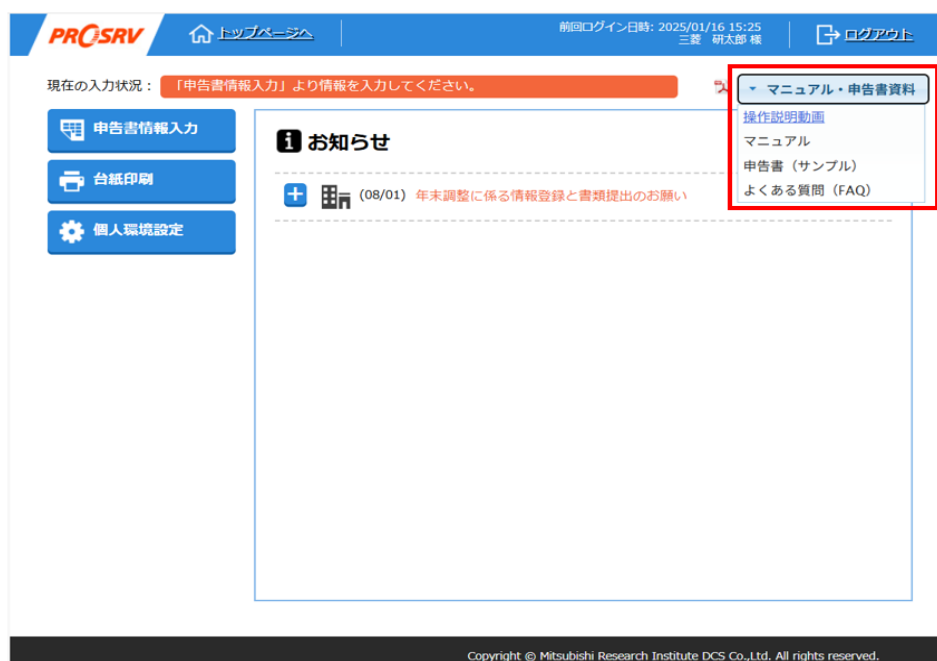 PROSRV
トップページへ
前回ログイン日時: 2025/01/16 15:25
三菱 研太郎 様
ログアウト
現在の入力状況：
「申告書情報入力」より情報を入力してください。
マニュアル・申告書資料
操作説明動画
マニュアル
申告書（サンプル）
よくある質問（FAQ）
申告書情報入力
台紙印刷
個人環境設定
お知らせ
(08/01) 年末調整に係る情報登録と書類提出のお願い
Copyright © Mitsubishi Research Institute DCS Co.,Ltd. All rights reserved.